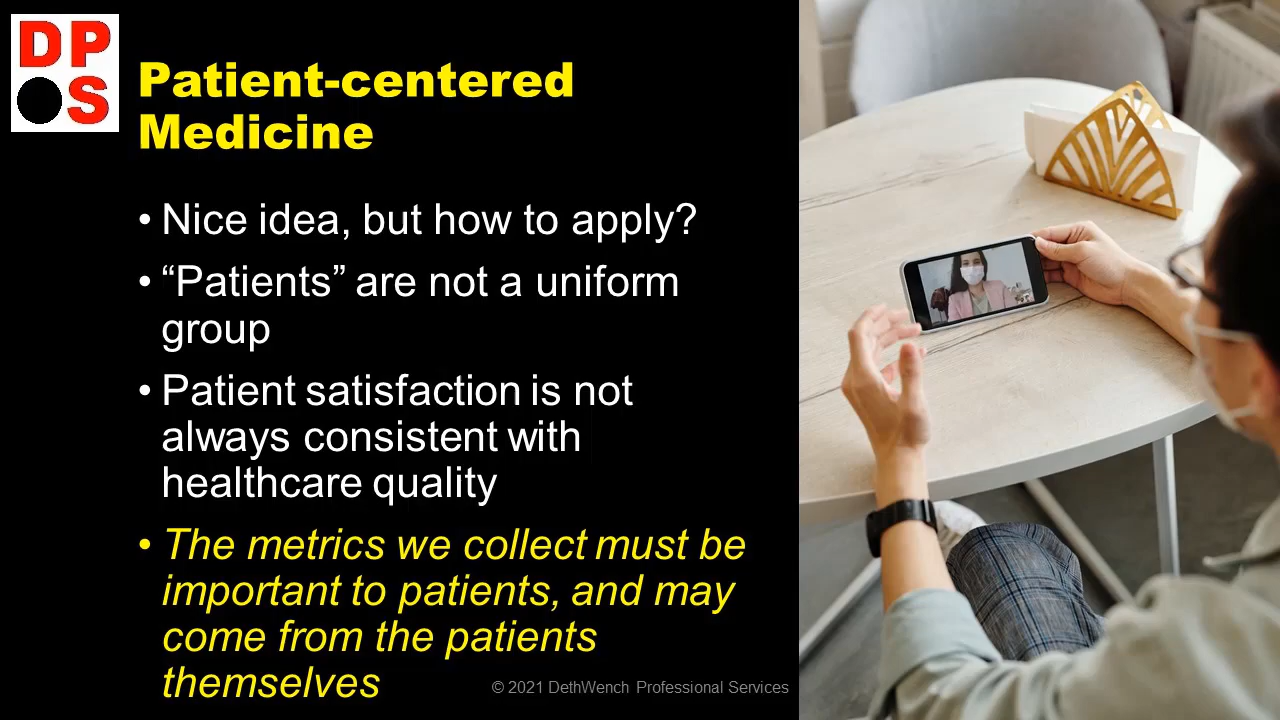 DP
S
Patient-centered
Medicine
• Nice idea, but how to apply?
• “Patients” are not a uniform
group
• Patient satisfaction is not
always consistent with
healthcare quality
• The metrics we collect must be
important to patients, and may
come from the patients
themselves
© 2021 DethWench Professional Services